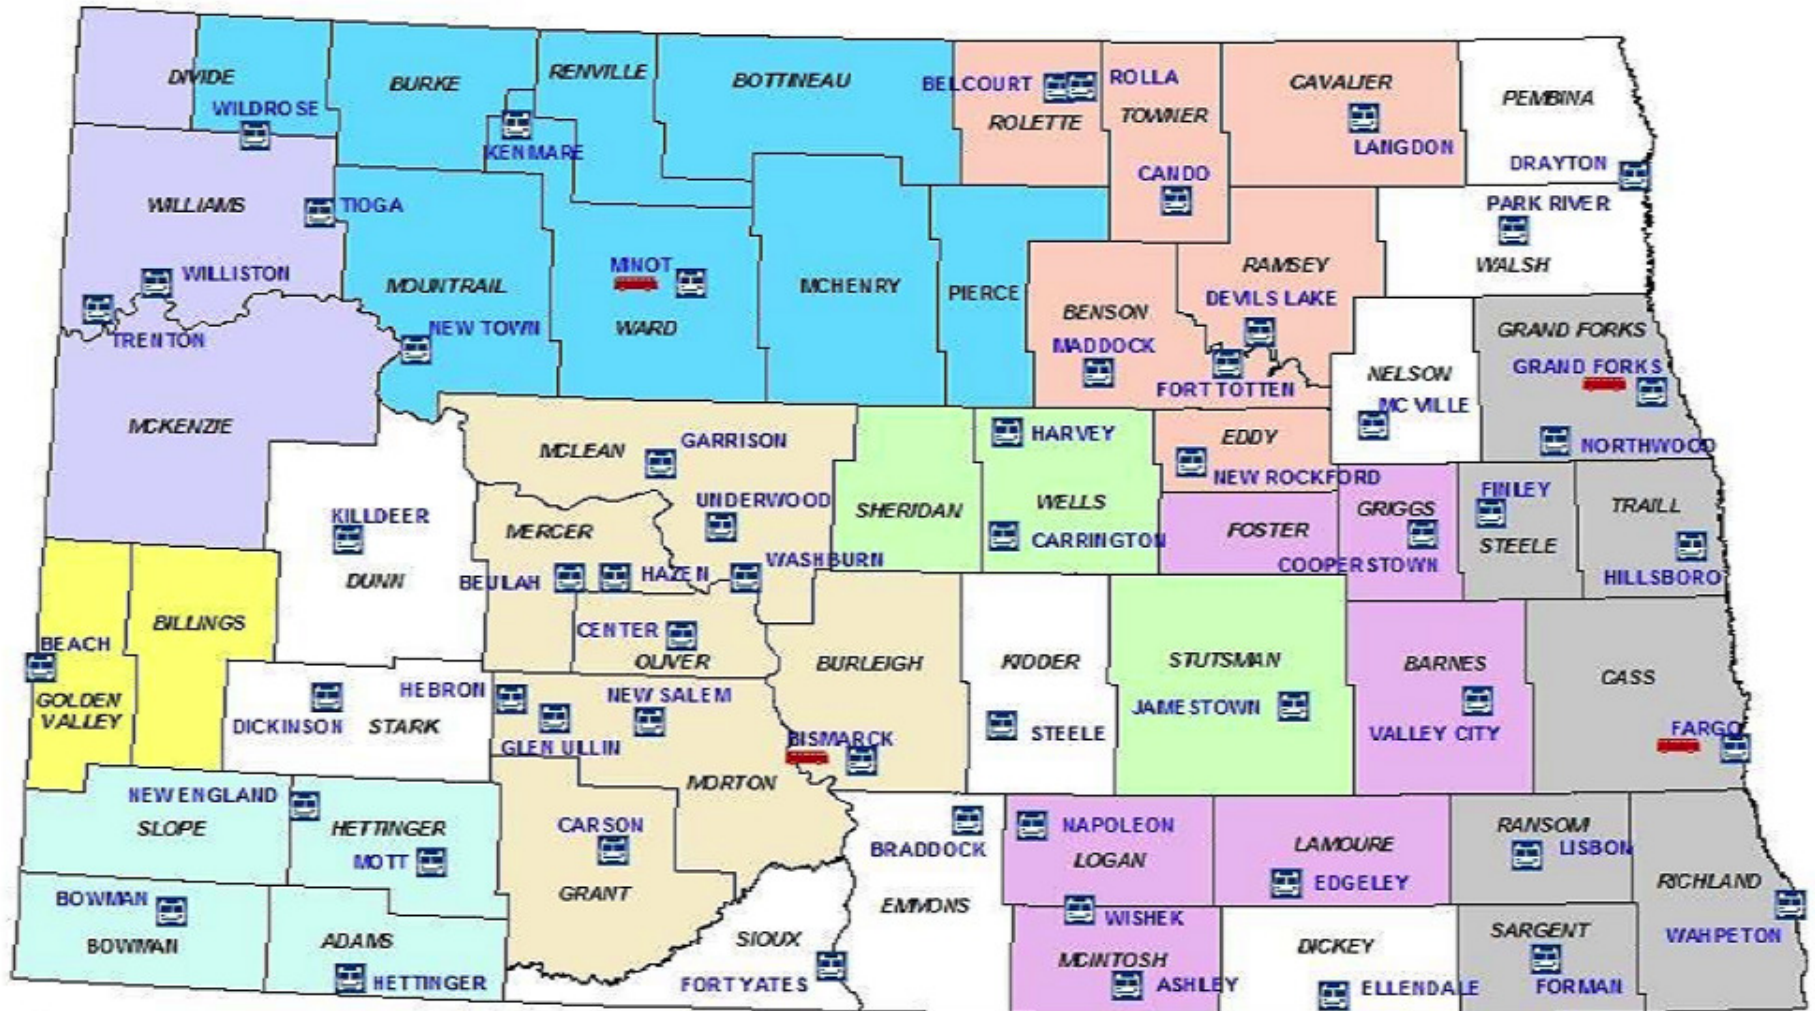 DIVIDE
WILDROSE
BURKE
RENVILLE
BOTTINEAU
BELCOURT
ROLLA
ROLETTE
TOWNER
CAVALIER
PEMBINA
KENMARE
LANGDON
DRAYTON
CANDO
WILLIAMS
TIOGA
PARK RIVER
WALSH
WILLISTON
MOUNTRAIL
MINOT
MCHENRY
PIERCE
RAMSEY
DEVILS LAKE
BENSON
TRENTON
NEW TOWN
WARD
MADDOCK
FORT TOTTEN
GRAND FORKS
GRAND FORKS
NELSON
MC VILLE
MCKENZIE
MCLEAN
GARRISON
HARVEY
EDDY
NEW ROCKFORD
NORTHWOOD
KILLDEER
UNDERWOOD
MERCER
SHERIDAN
WELLS
FOSTER
GRIGGS
FINLEY
TRAILL
DUNN
BEULAH
HAZEN
WASHBURN
CARRINGTON
COOPERSTOWN
STEELE
HILLSBORO
BILLINGS
BEACH
CENTER
OLIVER
BURLEIGH
KIDDER
STUTSMAN
BARNES
CASS
GOLDEN
VALLEY
DICKINSON
STARK
HEBRON
NEW SALEM
GLEN ULLIN
BISMARCK
STEELE
JAMESTOWN
VALLEY CITY
FARGO
MORTON
NEW ENGLAND
SLOPE
HETTINGER
MOTT
CARSON
BRADDOCK
NAPOLEON
LOGAN
LAMOURE
EDGELEY
RANSOM
LISBON
RICHLAND
BOWMAN
BOWMAN
ADAMS
HETTINGER
GRANT
SIOUX
FORT YATES
EMMONS
WISHEK
MCINTOSH
ASHLEY
DICKEY
ELLENDALE
SARGENT
FORMAN
WAHPETON